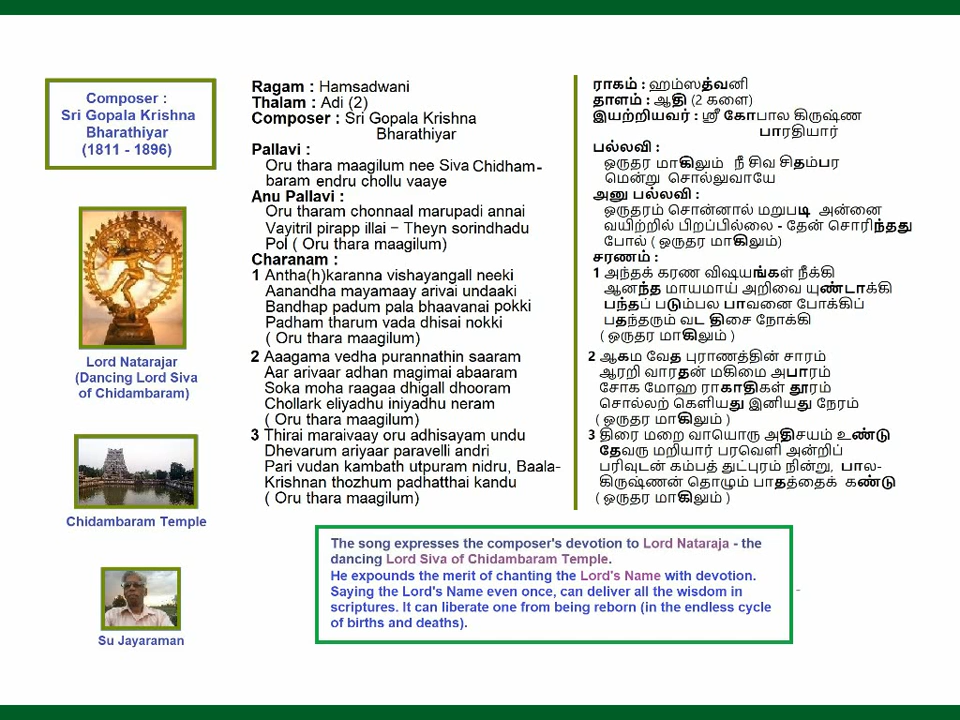 Composer :
Sri Gopala Krishna
Bharathiyar
(1811 - 1896)
Lord Natarajar
(Dancing Lord Siva
of Chidambaram)
Chidambaram Temple
Su Jayaraman
Ragam : Hamsadwani
Thalam : Adi (2)
Composer : Sri Gopala Krishna
Bharathiyar
Pallavi :
Oru thara maagilum nee Siva Chidham-
baram endru chollu vaaye
Anu Pallavi :
Oru tharam chonnaal marupadi annai
Vayitril pirapp illai – Theyn sorindhadu
Pol ( Oru thara maagilum)
Charanam :
1 Antha(h)karanna vishayangall neeki
Aanandha mayamaay arivai undaaki
Bandhap padum pala bhaavanai pokki
Padham tharum vada dhisai nokki
( Oru thara maagilum)
2 Aaagama vedha purannathin saaram
Aar arivaar adhan magimai abaaram
Soka moha raagaa dhigall dhooram
Chollark eliyadhu iniyadhu neram
( Oru thara maagilum)
3 Thirai maraivaay oru adhisayam undu
Dhevarum ariyaar paravelli andri
Pari vudan kambath utpuram nidru, Baala-
Krishnan thozhum padhatthai kandu
( Oru thara maagilum)
ராகம் : ஹம்ஸத்வனி
தாளம் : ஆதி (2 களை)
இயற்றியவர் : ஸ்ரீ கோபால கிருஷ்ண
பாரதியார்
பல்லவி :
ஒருதர மாகிலும் நீ சிவ சிதம்பர
மென்று சொல்லுவாயே
அனு பல்லவி :
ஒருதரம் சொன்னால் மறுபடி அன்னை
வயிற்றில் பிறப்பில்லை - தேன் சொரிந்தது
போல் ( ஒருதர மாகிலும்)
சரணம் :
1 அந்தக் கரண விஷயங்கள் நீக்கி
ஆனந்த மாயமாய் அறிவை யுண்டாக்கி
பந்தப் படும்பல பாவனை போக்கிப்
பதந்தரும் வட திசை நோக்கி
( ஒருதர மாகிலும் )
2 ஆகம வேத புராணத்தின் சாரம்
ஆரறி வாரதன் மகிமை அபாரம்
சோக மோஹ ராகாதிகள் தூரம்
சொல்லற் கெளியது இனியது நேரம்
( ஒருதர மாகிலும் )
3 திரை மறை வாயொரு அதிசயம் உண்டு
தேவரு மறியார் பரவெளி அன்றிப்
பரிவுடன் கம்பத் துட்புரம் நின்று, பால-
கிருஷ்ணன் தொழும் பாதத்தைக் கண்டு
( ஒருதர மாகிலும் )
The song expresses the composer's devotion to Lord Nataraja - the
dancing Lord Siva of Chidambaram Temple.
He expounds the merit of chanting the Lord's Name with devotion.
Saying the Lord's Name even once, can deliver all the wisdom in
scriptures. It can liberate one from being reborn (in the endless cycle
of births and deaths).